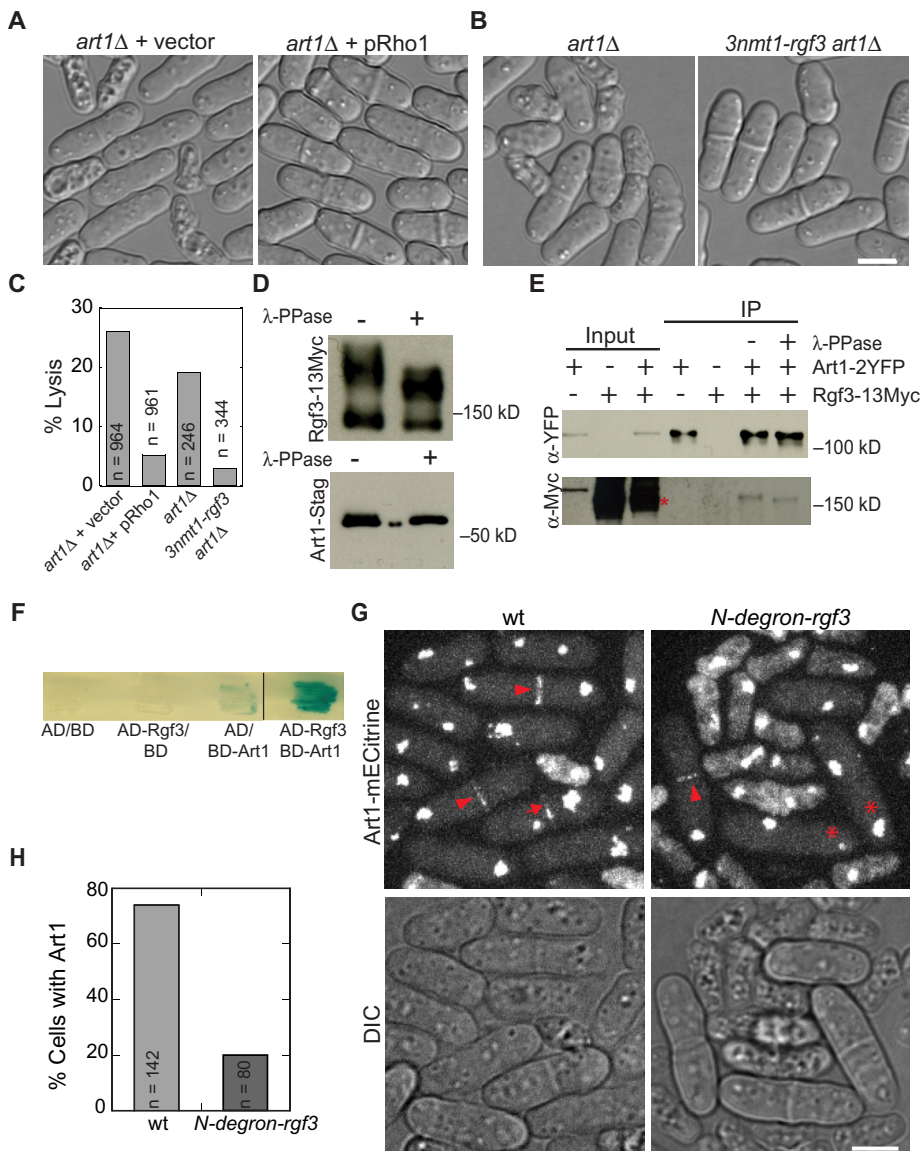 A
art1Δ + vector
art1Δ + pRho1
B
art1Δ
3nmt1-rgf3 art1Δ
C
% Lysis
30
20
10
0
n = 964
n = 961
n = 246
n = 344
art1Δ + vector
art1Δ+ pRho1
art1Δ
3nmt1-rgf3
art1Δ
D
λ-PPase
- +
Rgf3-13Myc
–150 kD
λ-PPase
– +
Art1-Stag
–50 kD
E
IP
Input
- + λ-PPase
+ - + + - + + Art1-2YFP
- + + - + + + Rgf3-13Myc
α-YFP
–100 kD
α-Myc
*
–150 kD
F
AD/BD
AD-Rgf3/
BD
AD/
BD-Art1
AD-Rgf3
BD-Art1
G
wt
N-degron-rgf3
Art1-mECitrine
* *
DIC
H
% Cells with Art1
80
60
40
20
0
n = 142
n = 80
wt
N-degron-rgf3